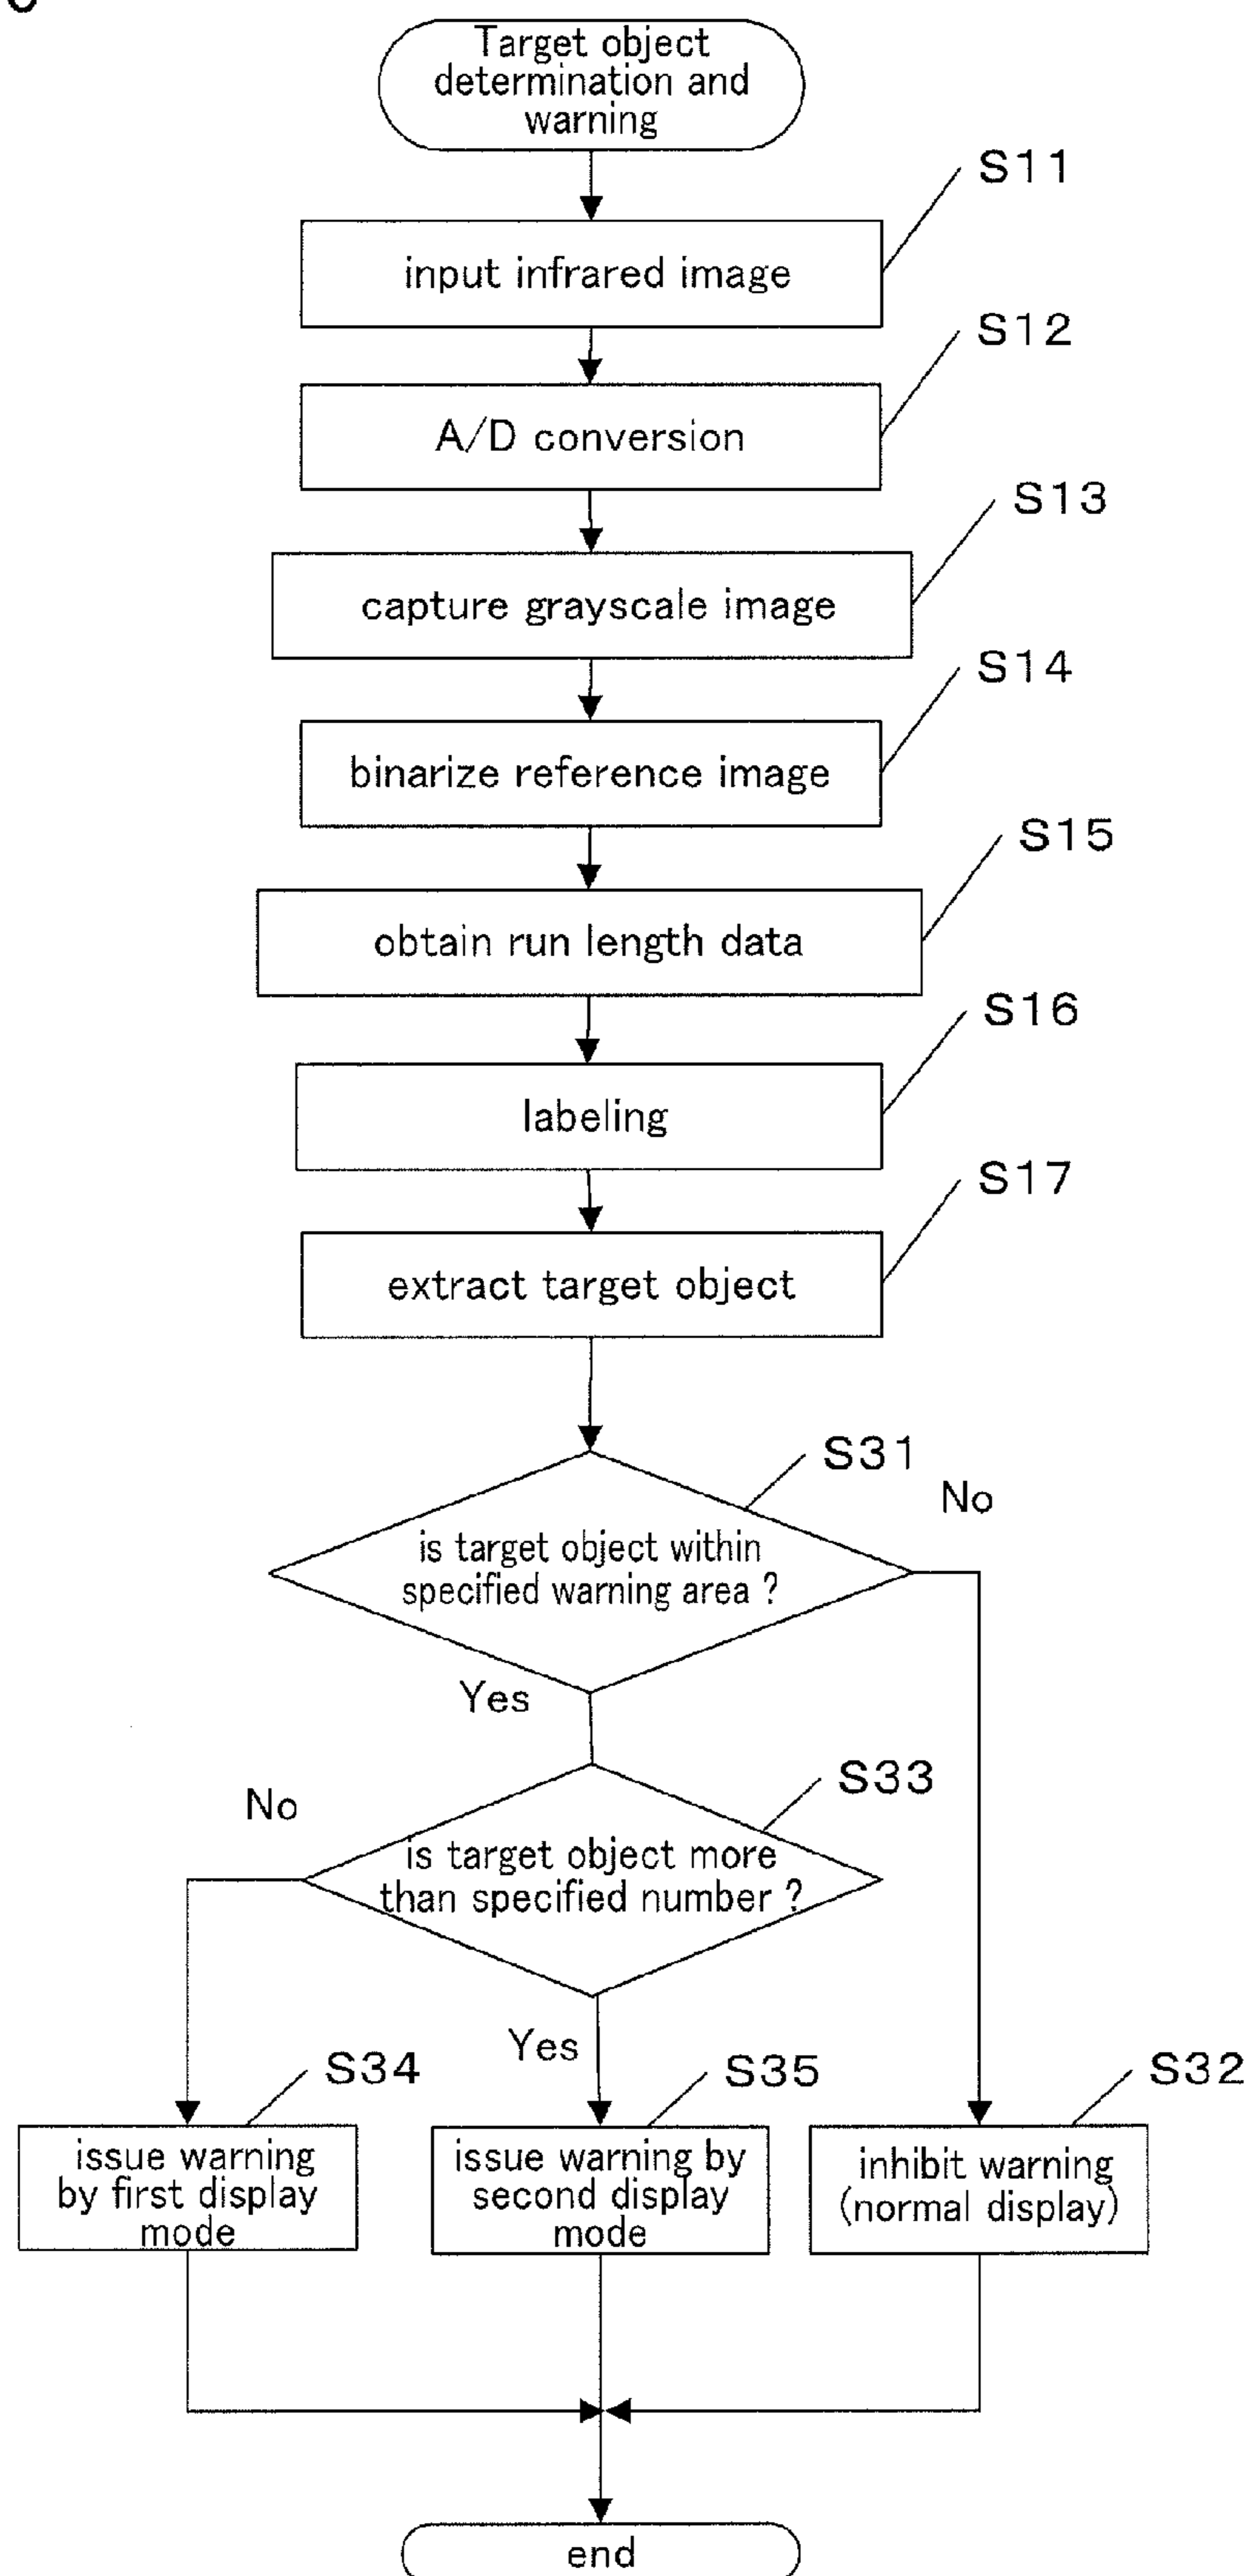 Target object
determination and
warning
S11
input infrared image
S12
A/D conversion
S13
capture grayscale image
S14
binarize reference image
S15
obtain run length data
S16
labeling
S17
extract target object
S31
No
is target object within
specified warning area ?
Yes
S33
No
is target object more
than specified number ?
Yes
S34
S35
S32
issue warning
by first display
mode
issue warning by
second display
mode
inhibit warning
(normal display)
end